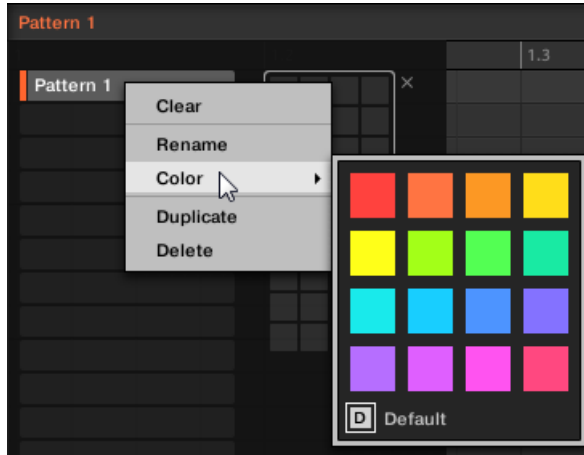 Pattern 1
1.3
Pattern 1
Clear
Rename
Color
Duplicate
Delete
D Default